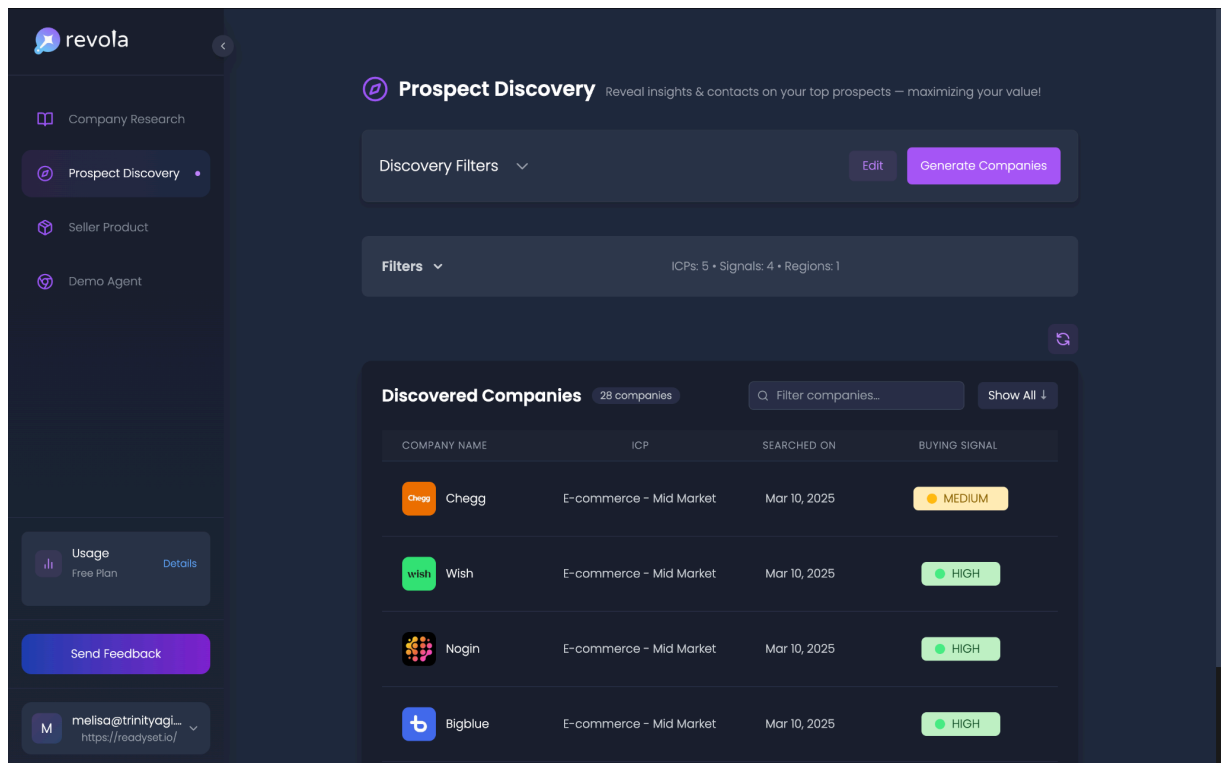 revola
Company Research
Prospect Discovery
Seller Product
Demo Agent
Usage
Free Plan
Details
Send Feedback
M
melisa@trinityagi....
https://readyset.io/
Prospect Discovery Reveal insights & contacts on your top prospects — maximizing your value!
Discovery Filters
Edit
Generate Companies
Filters
ICPs: 5 • Signals: 4 • Regions: 1
Discovered Companies 28 companies
Filter companies...
Show All ↓
COMPANY NAME ICP SEARCHED ON BUYING SIGNAL
Chegg Chegg E-commerce - Mid Market Mar 10, 2025 MEDIUM
wish Wish E-commerce - Mid Market Mar 10, 2025 HIGH
Nogin E-commerce - Mid Market Mar 10, 2025 HIGH
b Bigblue E-commerce - Mid Market Mar 10, 2025 HIGH